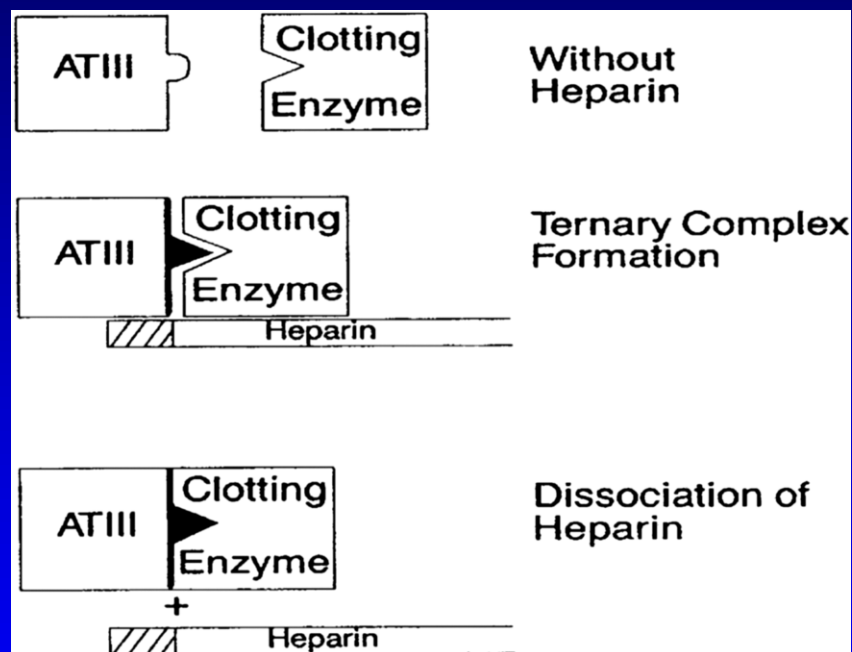 ATIII
Clotting
Enzyme
Without
Heparin
ATIII
Clotting
Enzyme
Heparin
Ternary Complex
Formation
ATIII
Clotting
Enzyme
+
Heparin
Dissociation of
Heparin